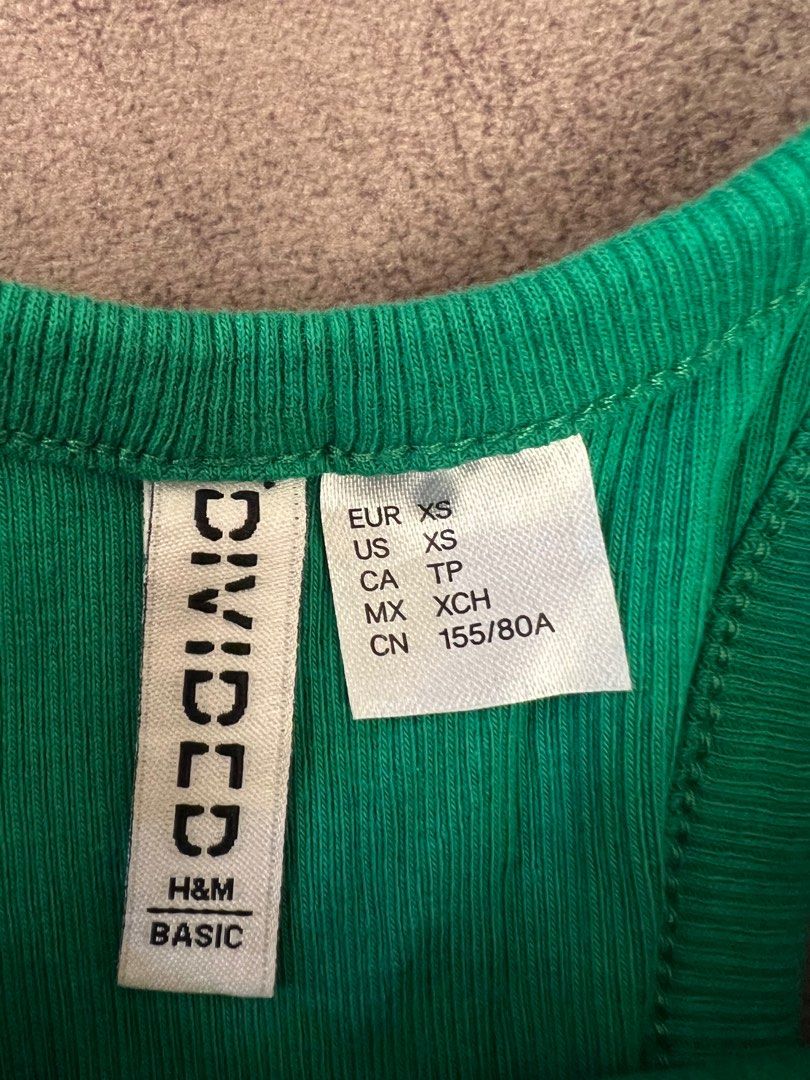 DIVIDED
H&M
BASIC
EUR XS
US XS
CA TP
MX XCH
CN 155/80A